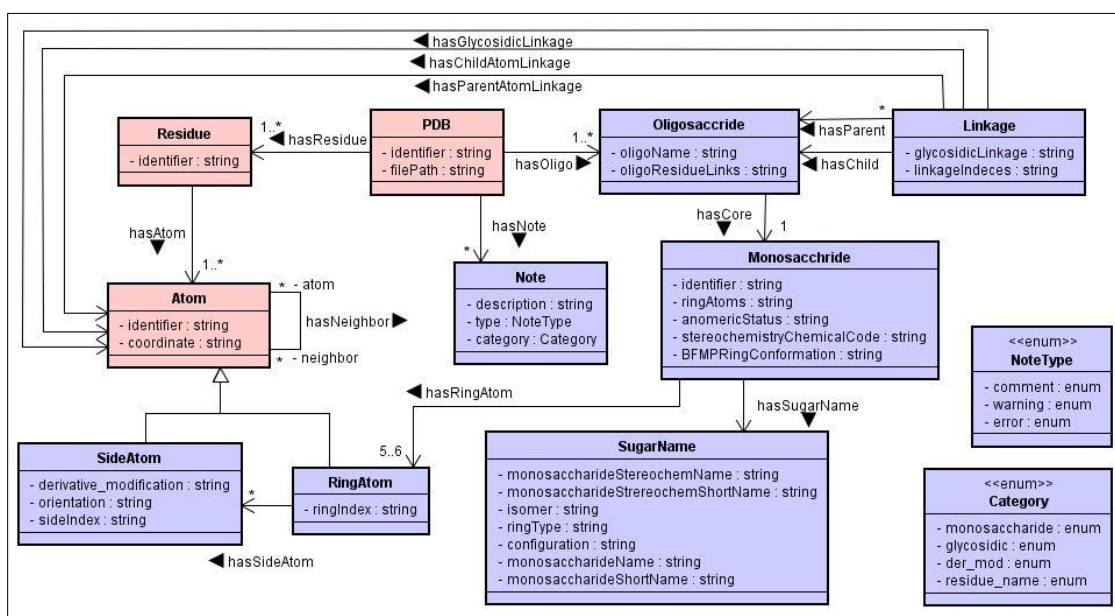 hasGlycosidicLinkage
hasChildAtomLinkage
hasParentAtomLinkage
Residue
- identifier : string
1..*
hasResidue
PDB
- identifier : string
- filePath : string
1..*
hasOligo
Oligosaccride
- oligoName : string
- oligoResidueLinks : string
*
hasParent
hasChild
Linkage
- glycosidicLinkage : string
- linkageIndeces : string
hasAtom
1..*
hasNote
*
hasCore
1
Atom
- identifier : string
- coordinate : string
* - atom
hasNeighbor
* - neighbor
Note
- description : string
- type : NoteType
- category : Category
Monosacchride
- identifier : string
- ringAtoms : string
- anomericStatus : string
- stereochemistryChemicalCode : string
- BFMPRingConformation : string
<<enum>>
NoteType
- comment : enum
- warning : enum
- error : enum
hasRingAtom
5..6
hasSugarName
SideAtom
- derivative_modification : string
- orientation : string
- sideIndex : string
*
hasSideAtom
RingAtom
- ringIndex : string
SugarName
- monosaccharideStereochemName : string
- monosaccharideStrereochemShortName : string
- isomer : string
- ringType : string
- configuration : string
- monosaccharideName : string
- monosaccharideShortName : string
<<enum>>
Category
- monosaccharide : enum
- glycosidic : enum
- der_mod : enum
- residue_name : enum